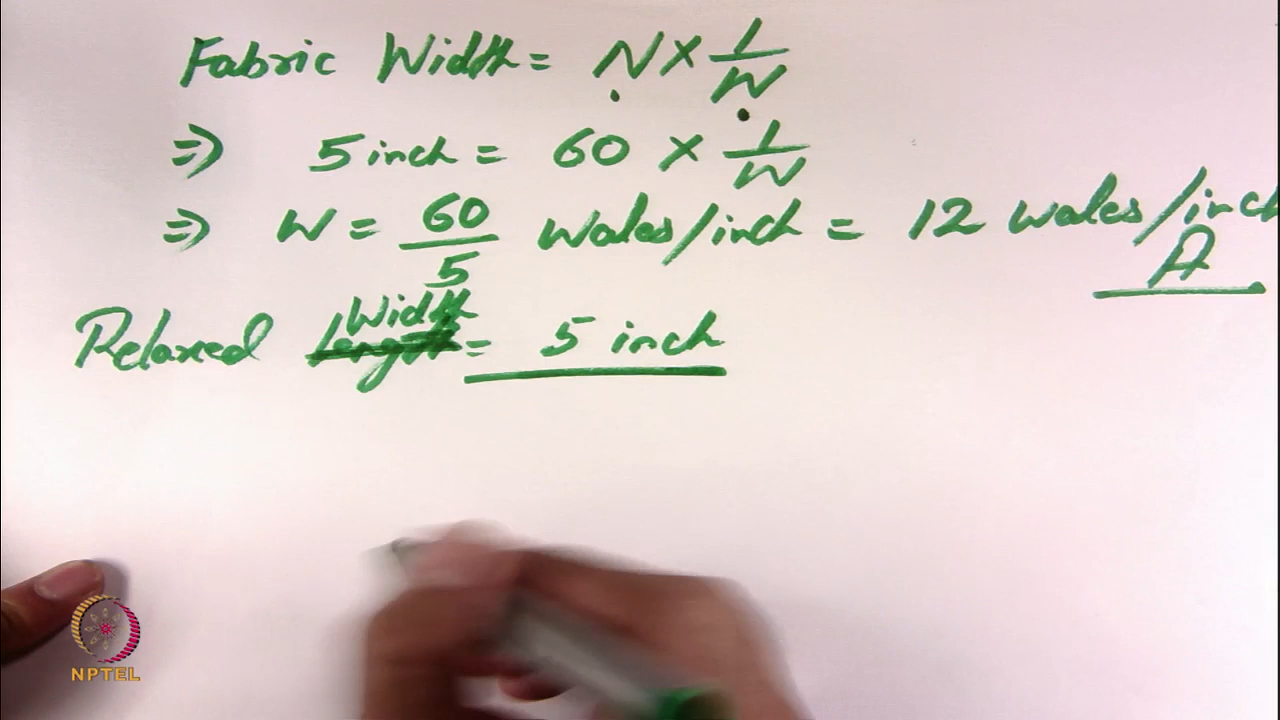 Fabric Width = N × 1/W
⇒ 5 inch = 60 × 1/W
⇒ W = 60/5 wales/inch = 12 wales/inch
A
Relaxed Width = 5 inch
NPTEL